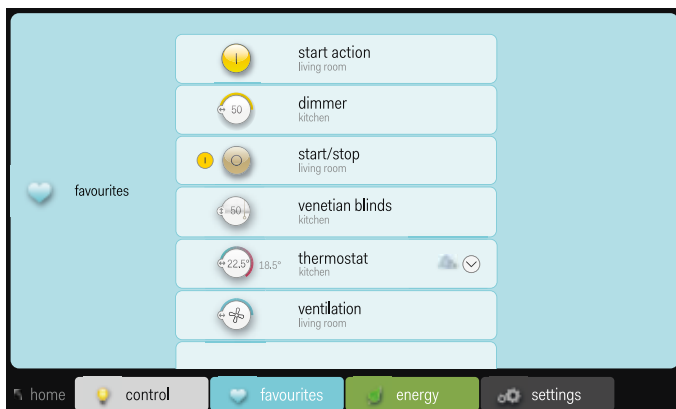 start action
living room
50
dimmer
kitchen
start/stop
living room
favourites
50
venetian blinds
kitchen
22.5°
18.5°
thermostat
kitchen
ventilation
living room
home
control
favourites
energy
settings